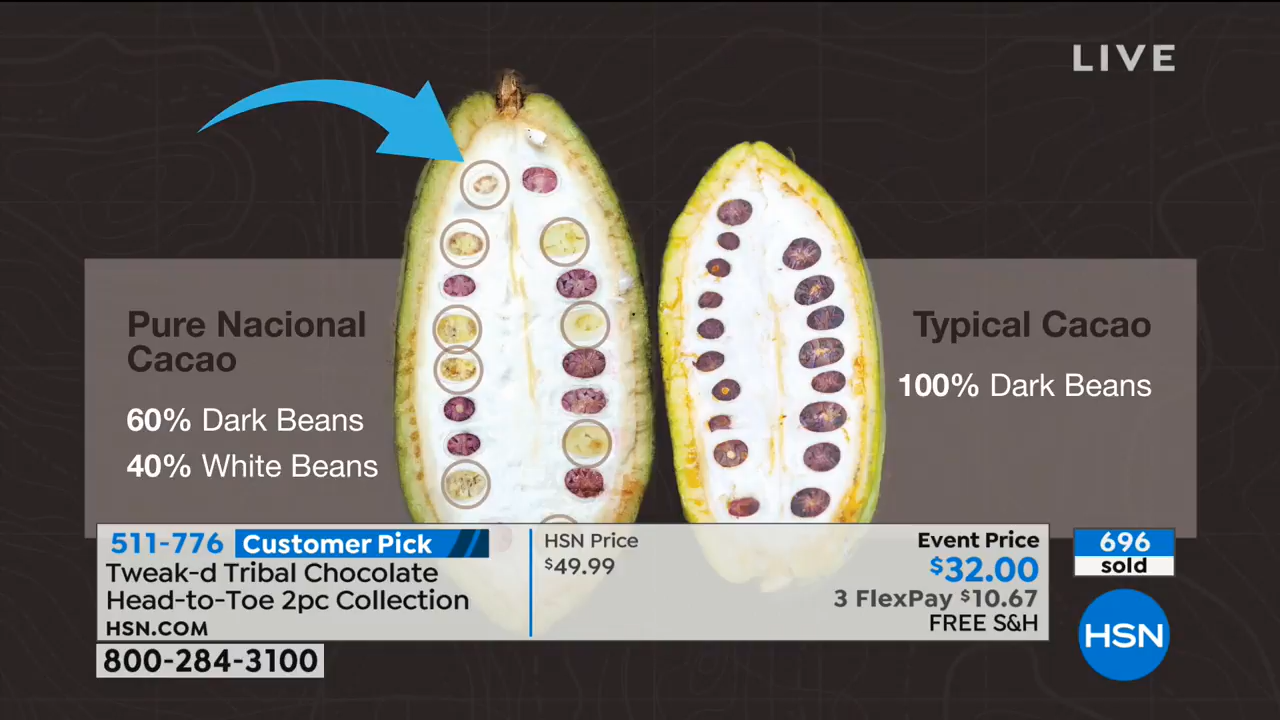 LIVE
Pure Nacional
Cacao
60% Dark Beans
40% White Beans
Typical Cacao
100% Dark Beans
511-776 Customer Pick
Tweak-d Tribal Chocolate
Head-to-Toe 2pc Collection
HSN.COM
800-284-3100
HSN Price
$49.99
Event Price
$32.00
3 FlexPay $10.67
FREE S&H
696
sold
HSN